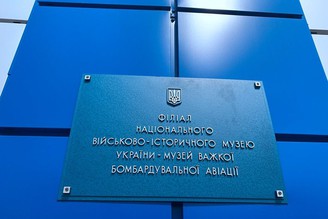 ФІЛІАЛ
НАЦІОНАЛЬНОГО
ВІЙСЬКОВО-ІСТОРИЧНОГО МУЗЕЮ
УКРАЇНИ - МУЗЕЙ ВАЖКОЇ
БОМБАРДУВАЛЬНОЇ АВІАЦІЇ